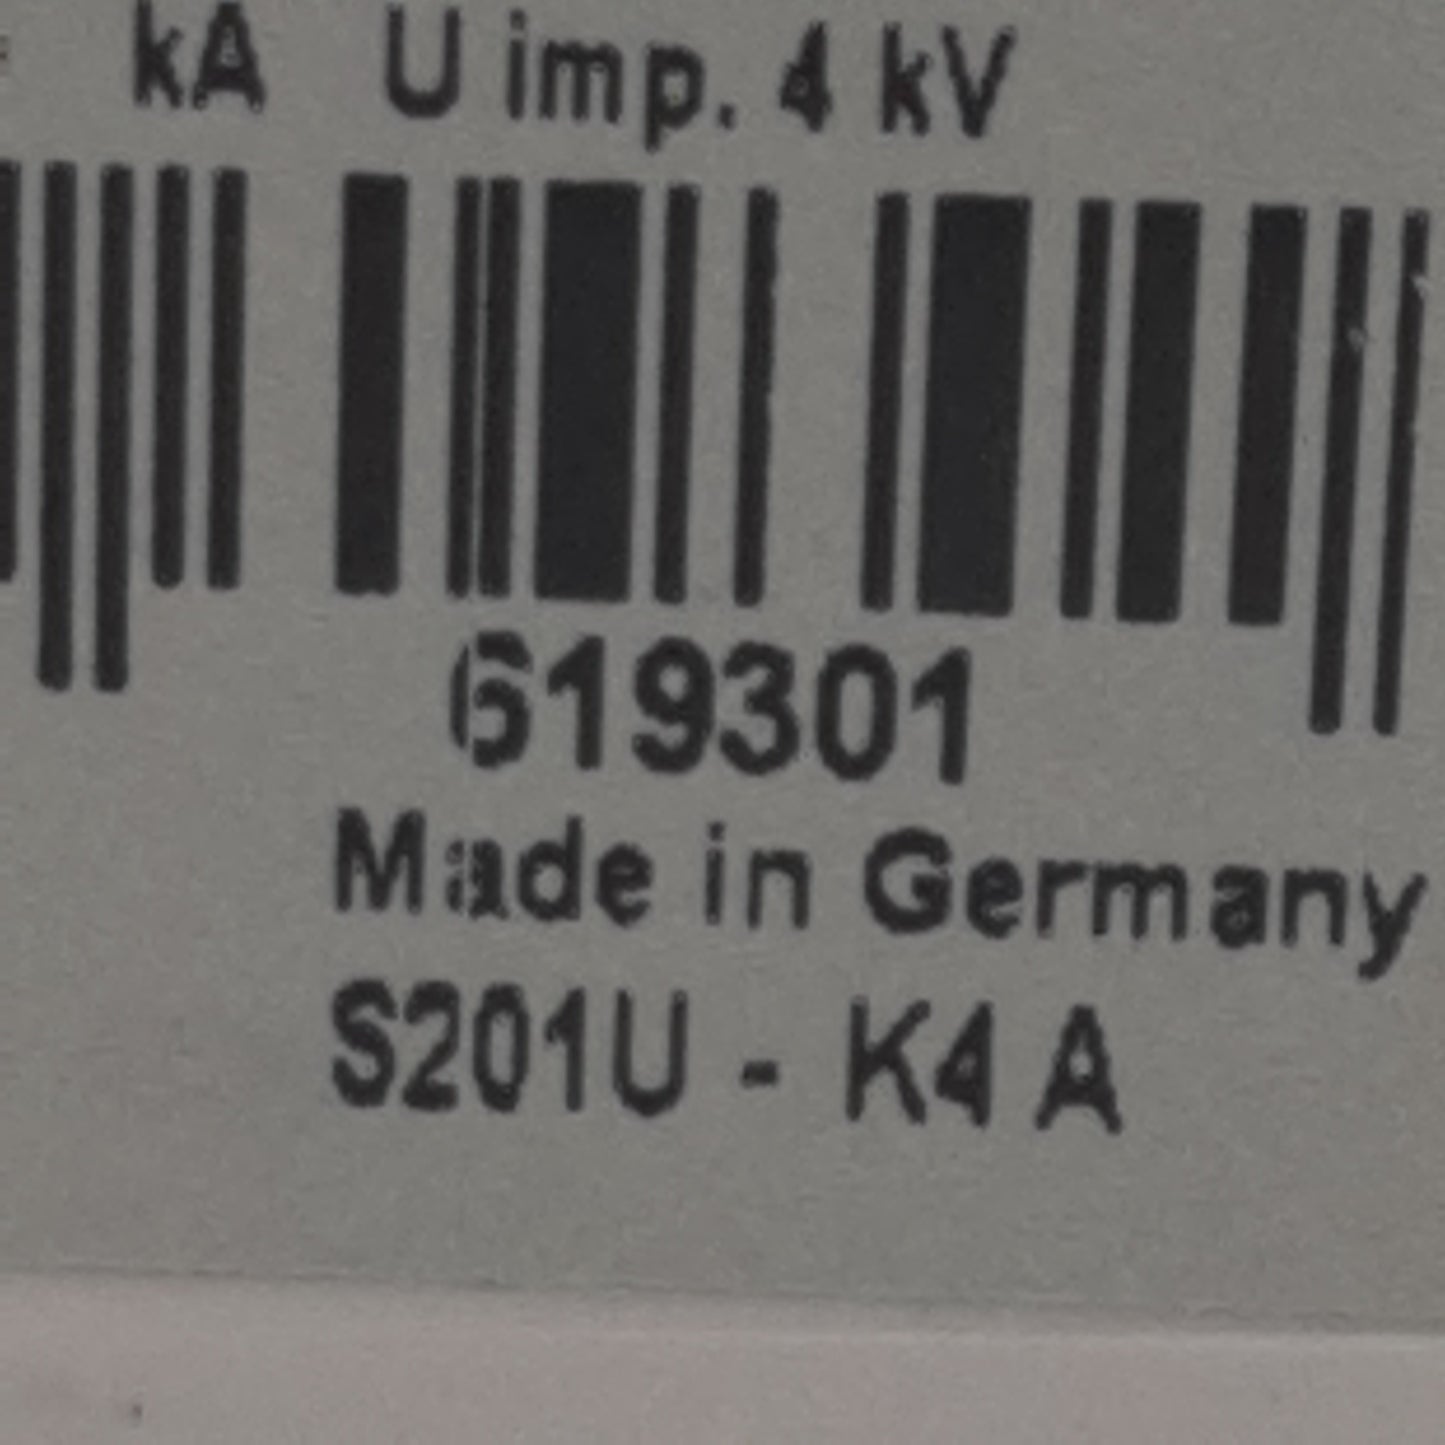 kA U imp. 4 kV
619301
Made in Germany
S201U - K4 A